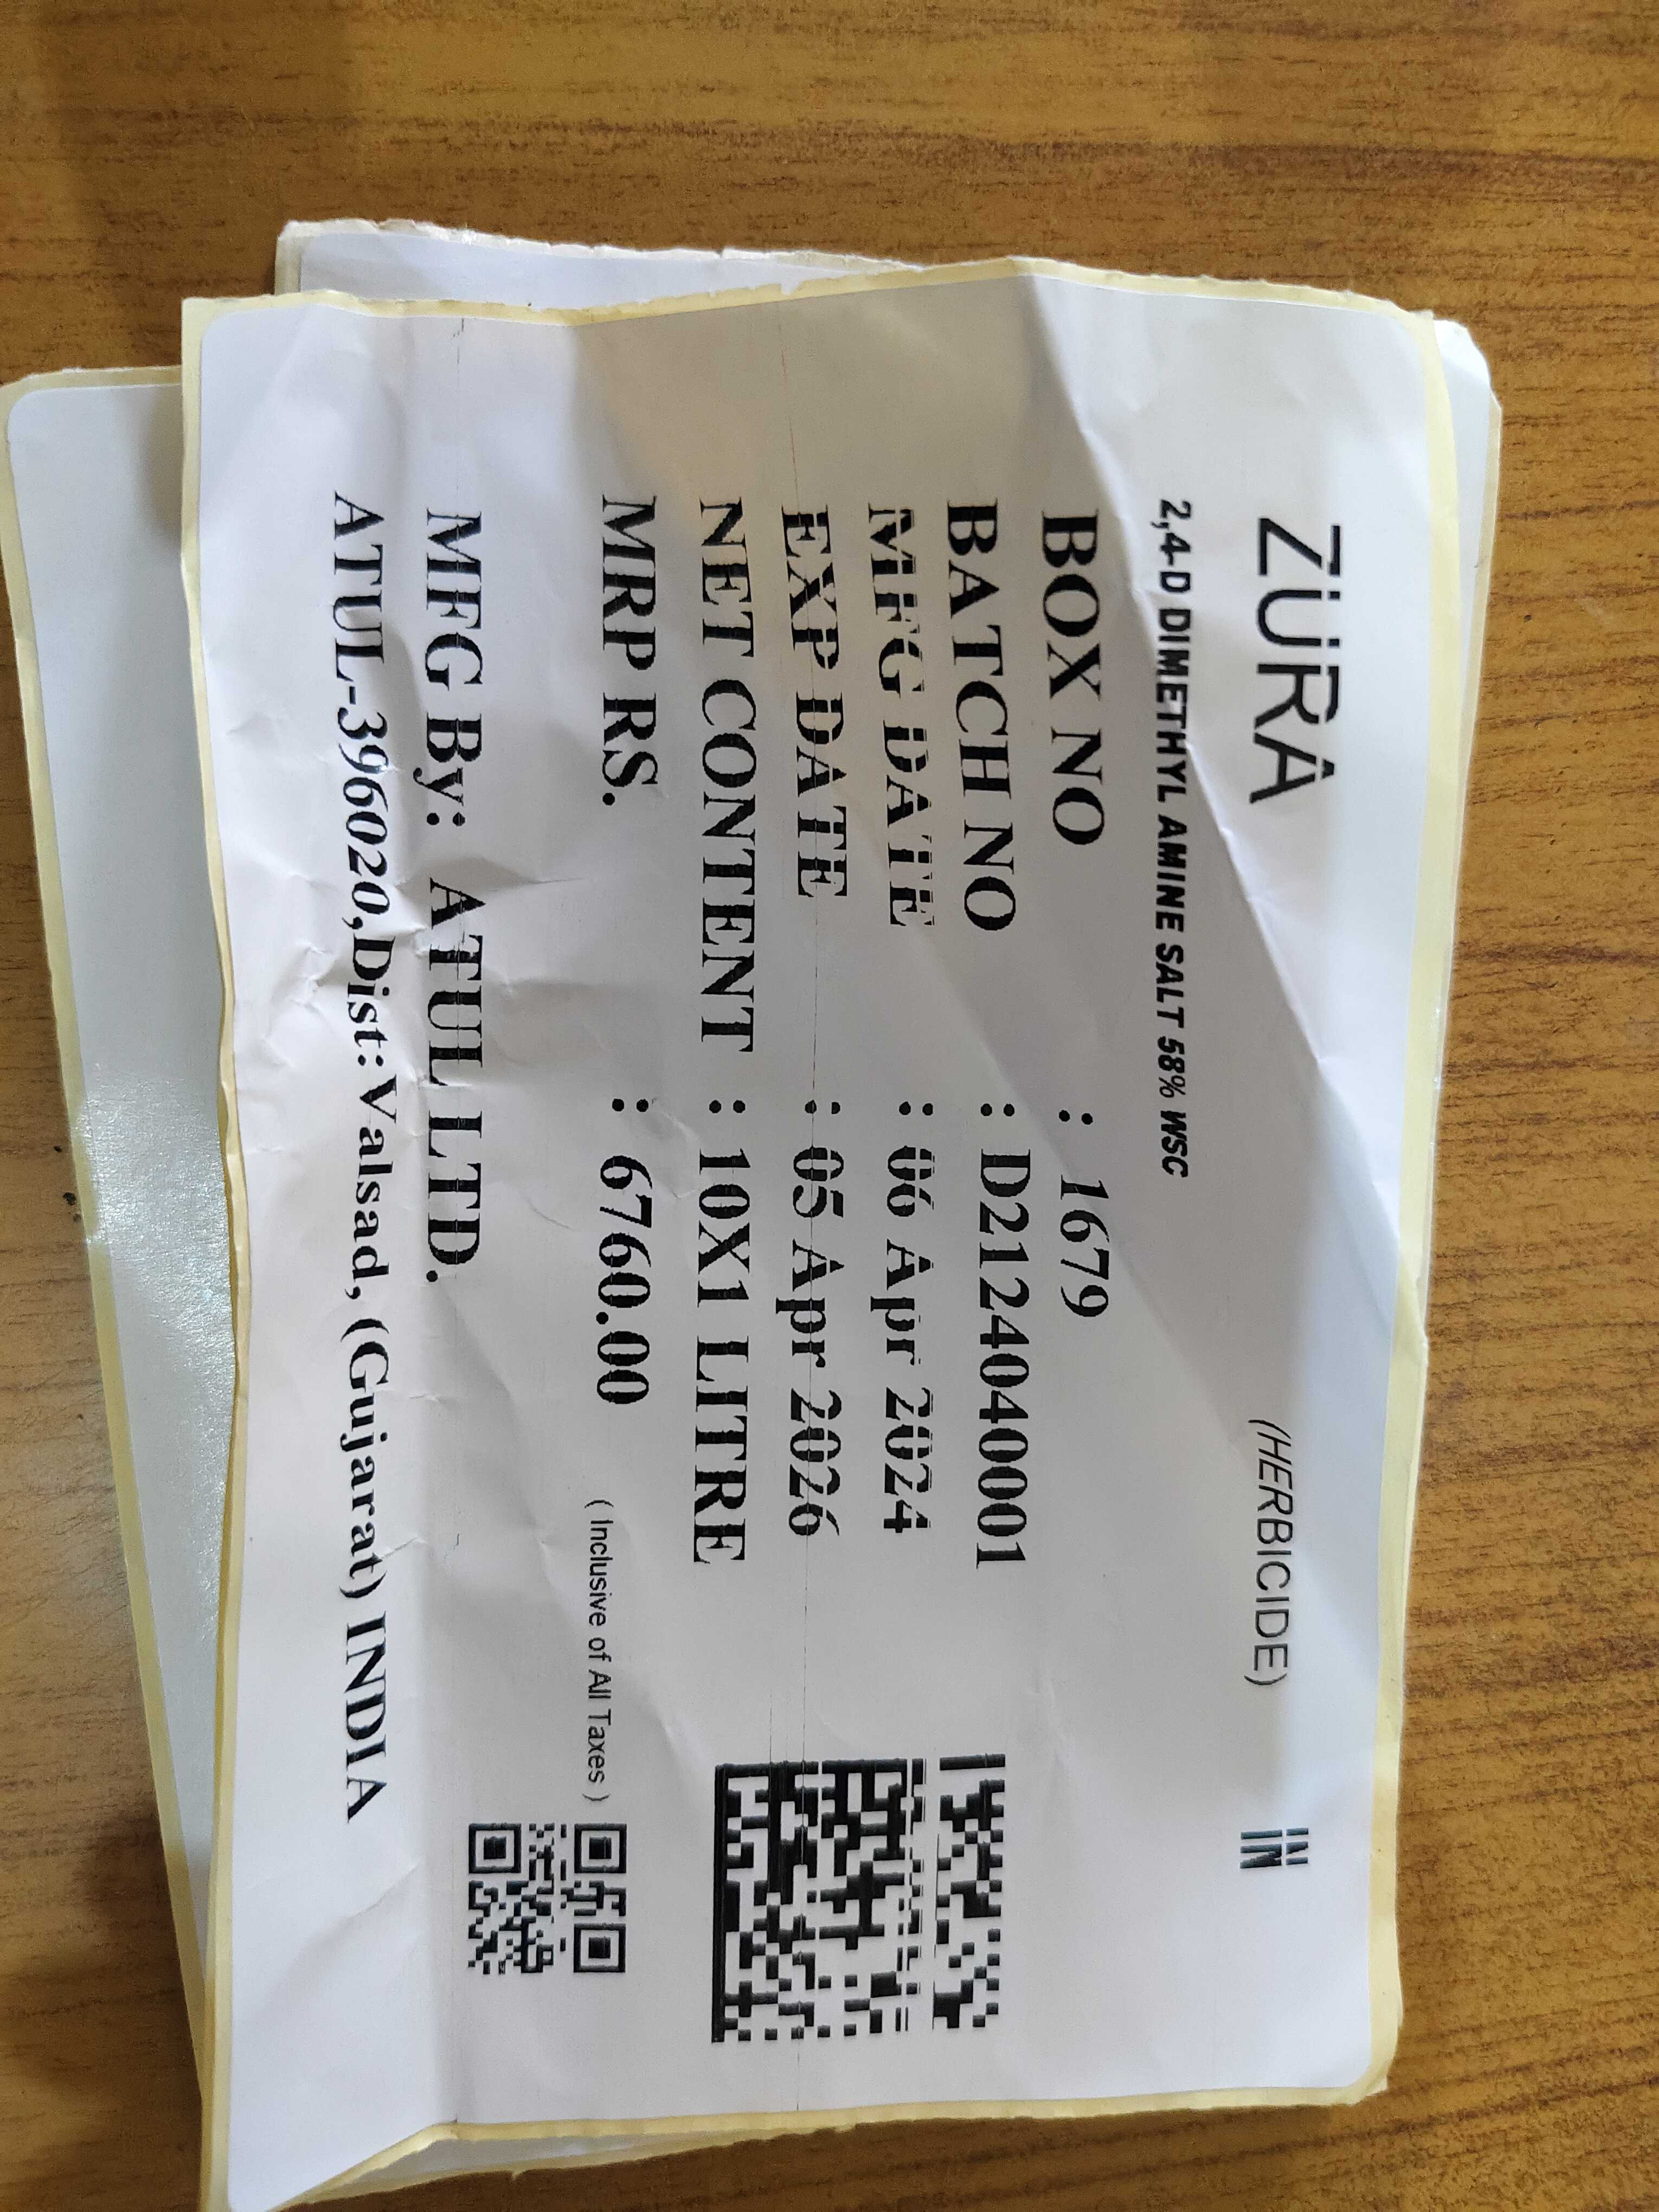 ZURA (HERBICIDE) IN
2,4-D DIMETHYL AMINE SALT 58% WSC
BOX NO : 1679
BATCH NO : D212404001
MFG DATE : 06 Apr 2024
EXP DATE : 05 Apr 2026
NET CONTENT : 10X1 LITRE
MRP RS. : 6760.00 ( Inclusive of All Taxes )
MFG By: ATUL LTD.
ATUL-396020,Dist:Valsad, (Gujarat) INDIA